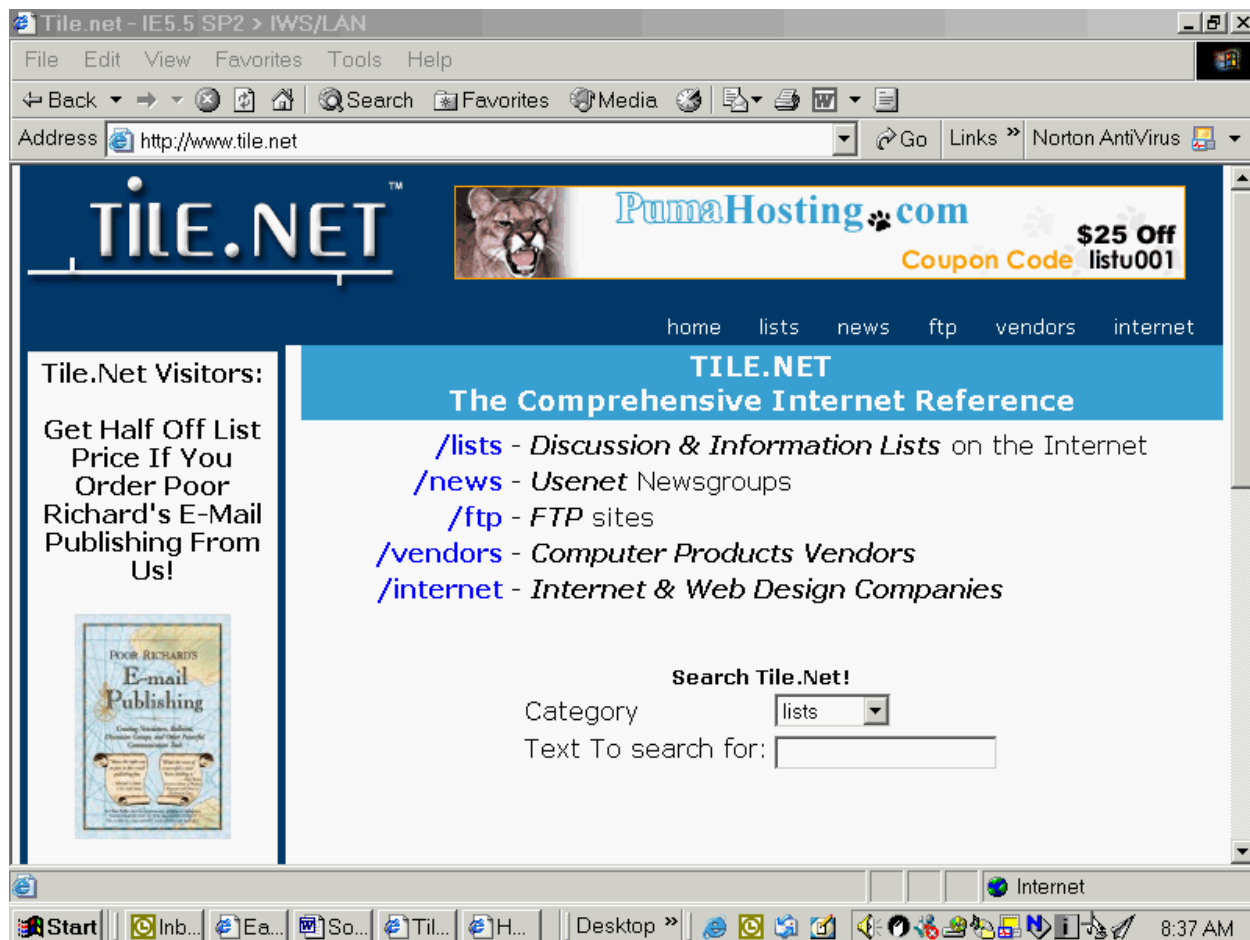 Tile.net - IE5.5 SP2 > IWS/LAN
File Edit View Favorites Tools Help
Back Search Favorites Media
Address http://www.tile.net Go Links » Norton AntiVirus
TILE.NET™
PumaHosting.com
$25 Off
Coupon Code listu001
home lists news ftp vendors internet
Tile.Net Visitors:
Get Half Off List
Price If You
Order Poor
Richard's E-Mail
Publishing From
Us!
POOR RICHARD'S
E-mail
Publishing
TILE.NET
The Comprehensive Internet Reference
/lists - Discussion & Information Lists on the Internet
/news - Usenet Newsgroups
/ftp - FTP sites
/vendors - Computer Products Vendors
/internet - Internet & Web Design Companies
Search Tile.Net!
Category lists
Text To search for:
Internet
Start Inb... Ea... So... Til... H... Desktop » 8:37 AM